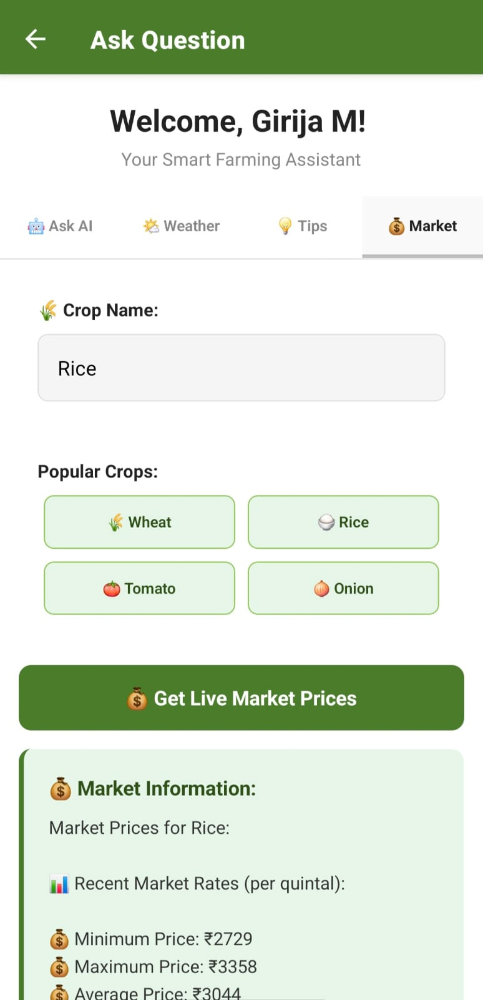 Ask Question
Welcome, Girija M!
Your Smart Farming Assistant
Ask AI
Weather
Tips
Market
Crop Name:
Rice
Popular Crops:
Wheat
Rice
Tomato
Onion
Get Live Market Prices
Market Information:
Market Prices for Rice:
Recent Market Rates (per quintal):
Minimum Price: ₹2729
Maximum Price: ₹3358
Average Price: ₹3044